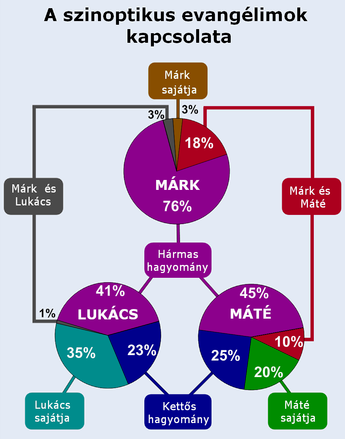 A szinoptikus evangélimok
kapcsolata
Márk
sajátja
3%
3%
18%
MÁRK
76%
Márk és
Lukács
Márk és
Máté
Hármas
hagyomány
41%
LUKÁCS
1%
35%
23%
45%
MÁTÉ
10%
25%
20%
Lukács
sajátja
Kettős
hagyomány
Máté
sajátja